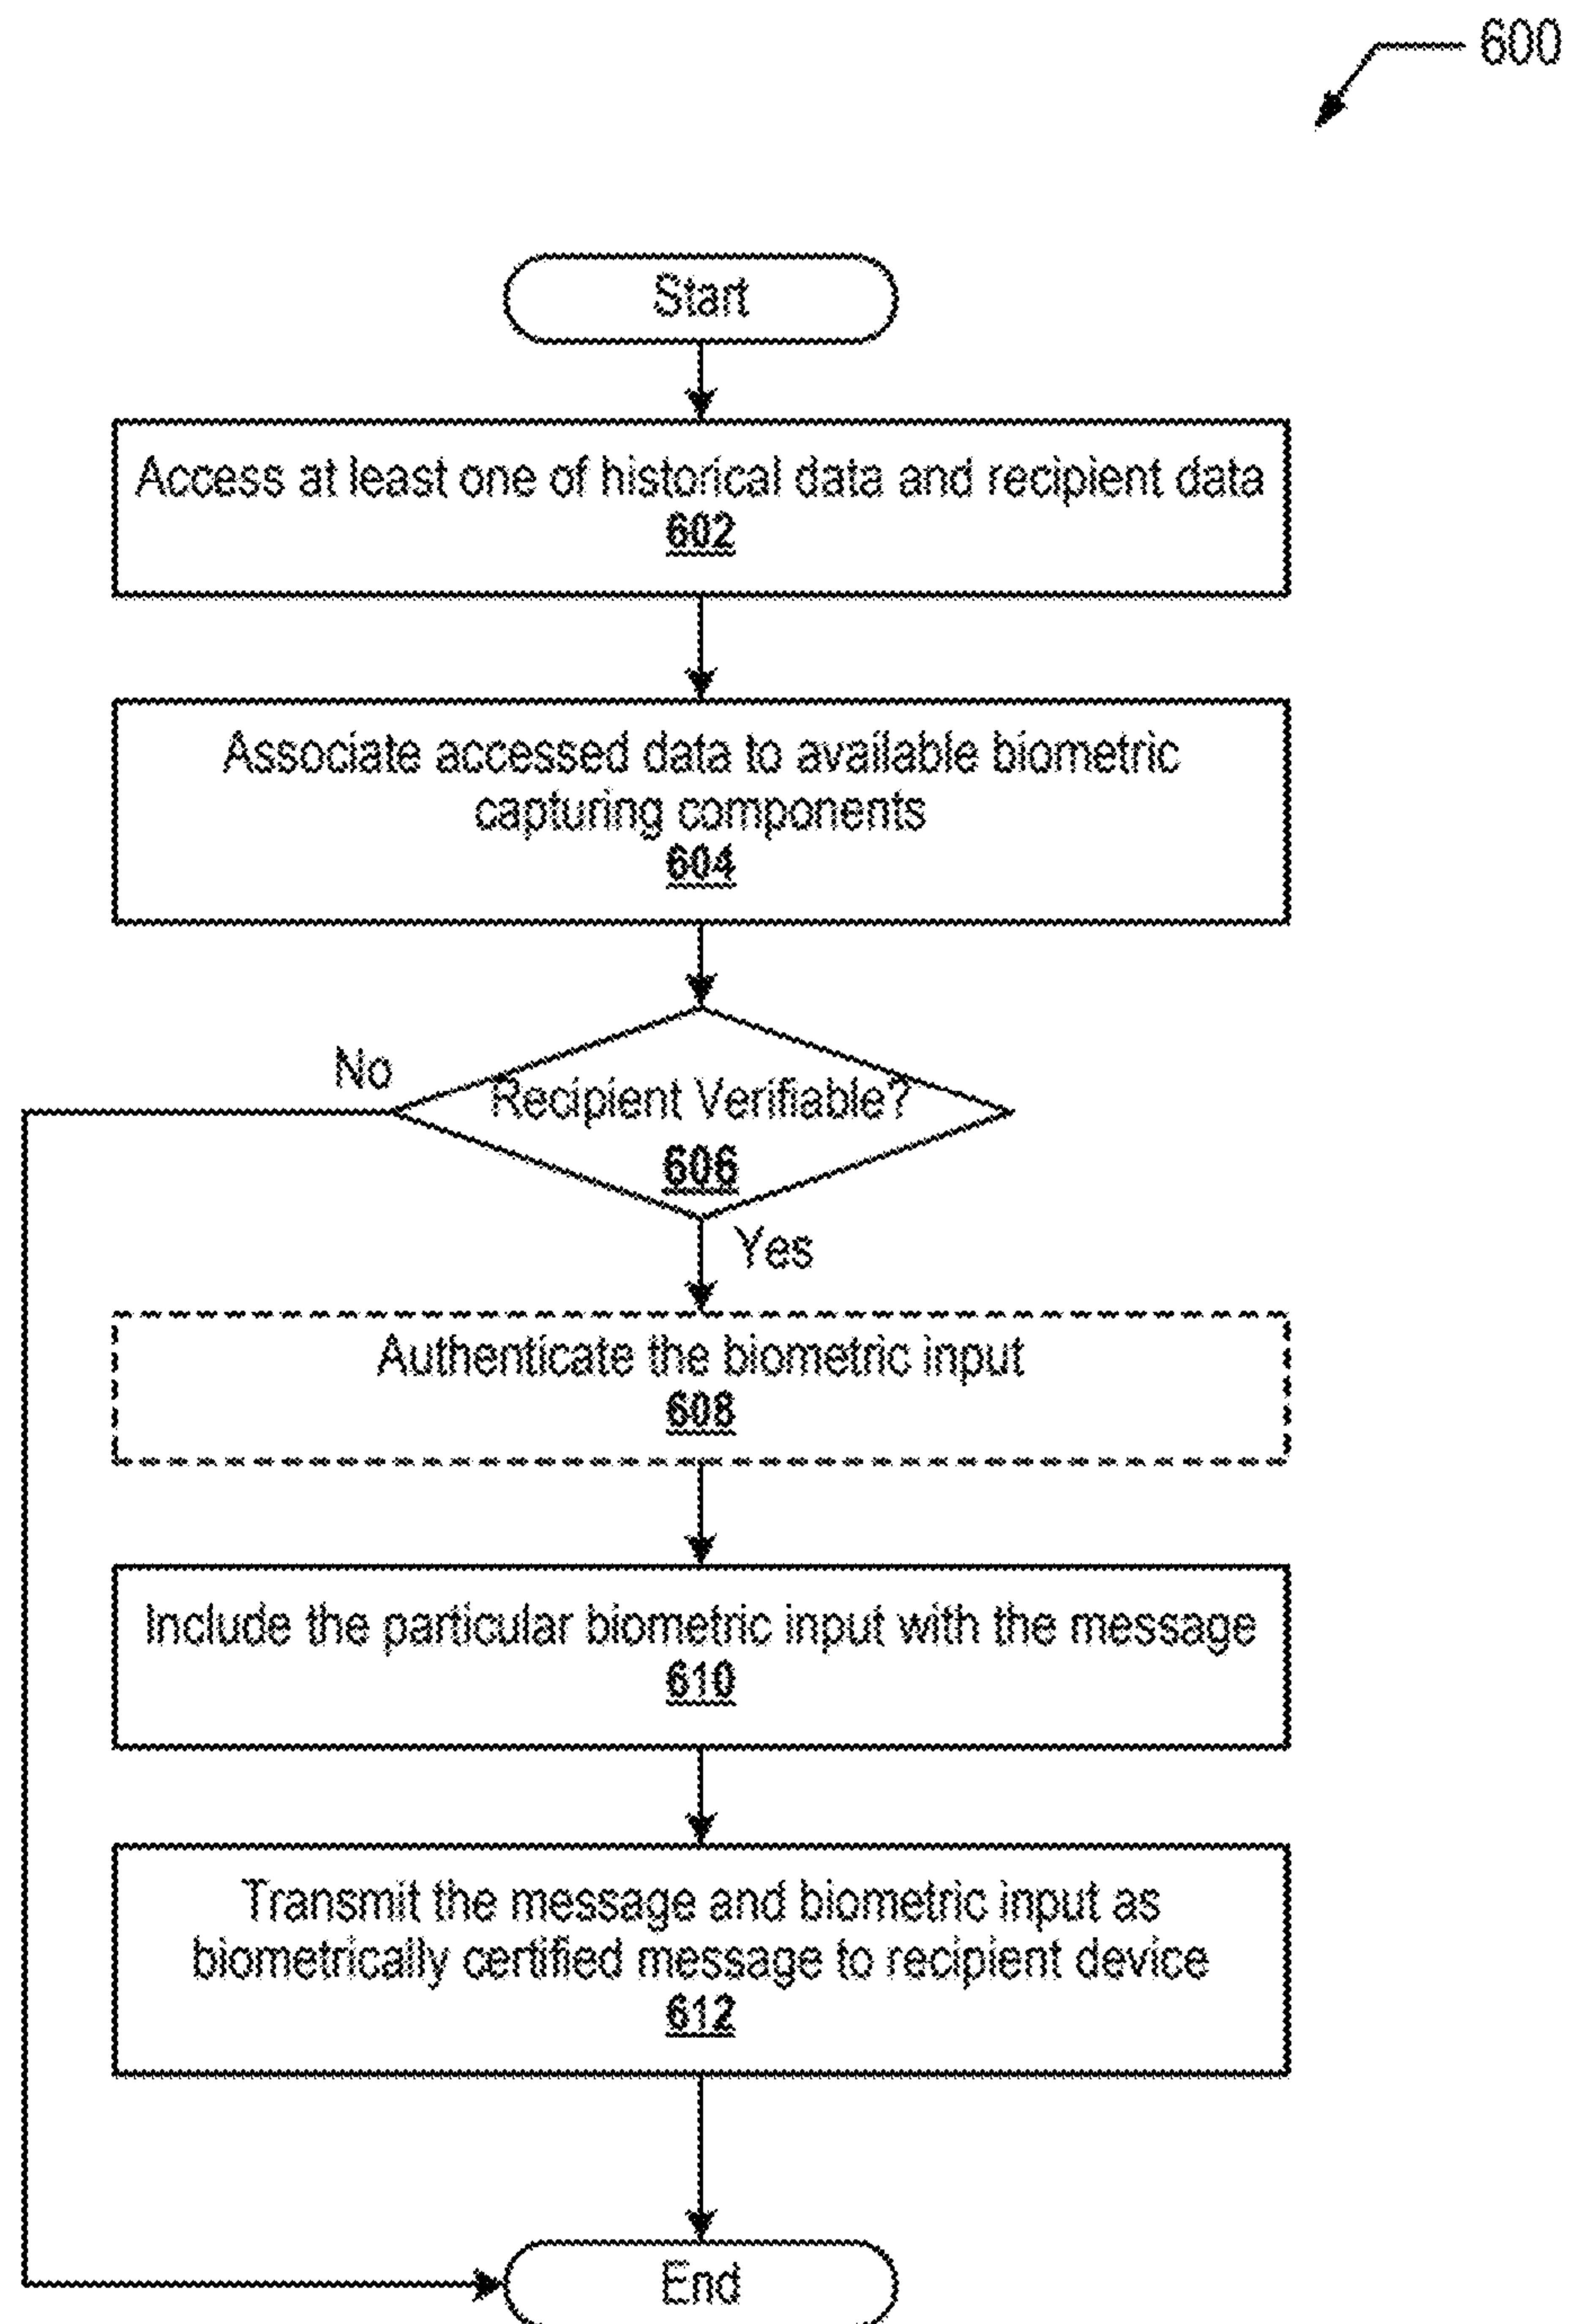 600
Start
Access at least one of historical data and recipient data
602
Associate accessed data to available biometric
capturing components
604
No
Recipient Verifiable?
606
Yes
Authenticate the biometric input
608
Include the particular biometric input with the message
610
Transmit the message and biometric input as
biometrically certified message to recipient device
612
End